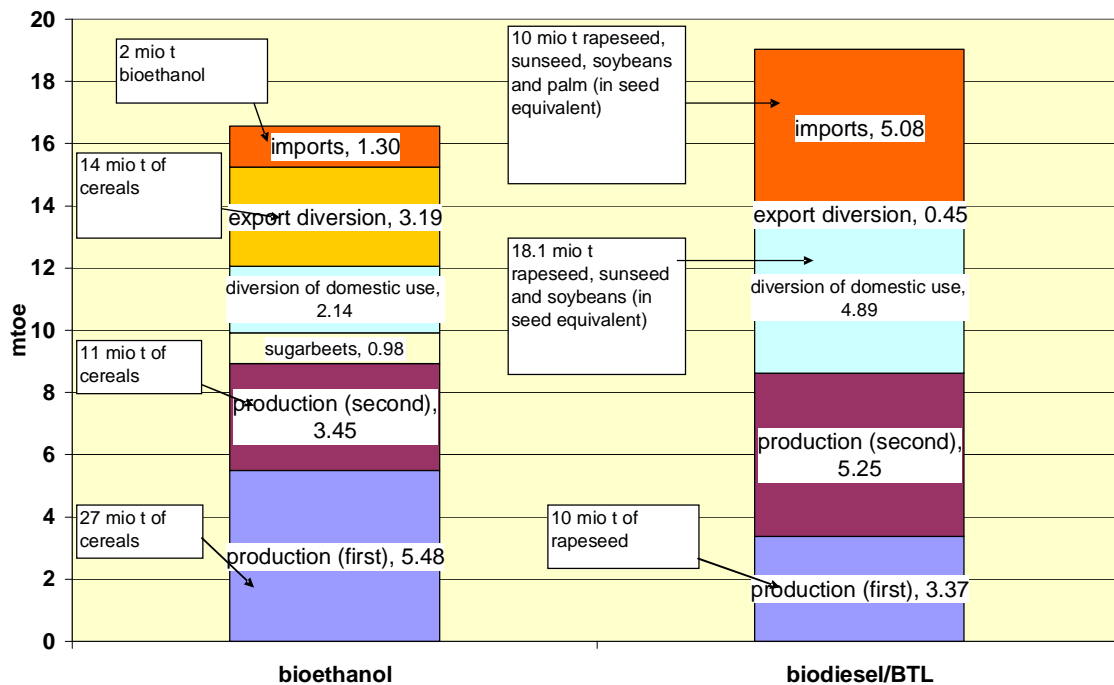 20
18
16
14
12
10
8
6
4
2
0
mtoe
2 mio t
bioethanol
14 mio t of
cereals
11 mio t of
cereals
27 mio t of
cereals
imports, 1.30
export diversion, 3.19
diversion of domestic use,
2.14
sugarbeets, 0.98
production (second),
3.45
production (first), 5.48
bioethanol
10 mio t rapeseed,
sunseed, soybeans
and palm (in seed
equivalent)
18.1 mio t
rapeseed, sunseed
and soybeans (in
seed equivalent)
10 mio t of
rapeseed
imports, 5.08
export diversion, 0.45
diversion of domestic use,
4.89
production (second),
5.25
production (first), 3.37
biodiesel/BTL